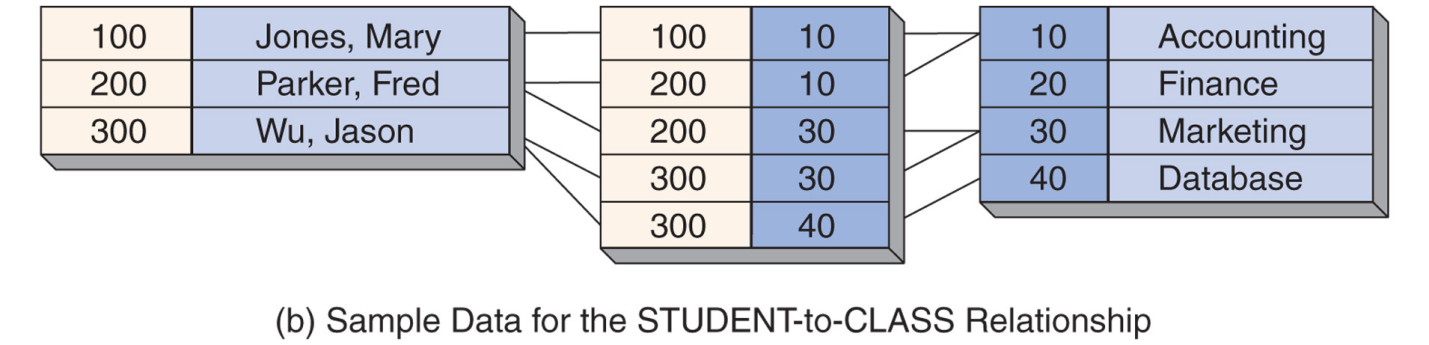 100 Jones, Mary 100 10 10 Accounting
200 Parker, Fred 200 10 20 Finance
300 Wu, Jason 200 30 30 Marketing
300 30 40 Database
300 40
(b) Sample Data for the STUDENT-to-CLASS Relationship